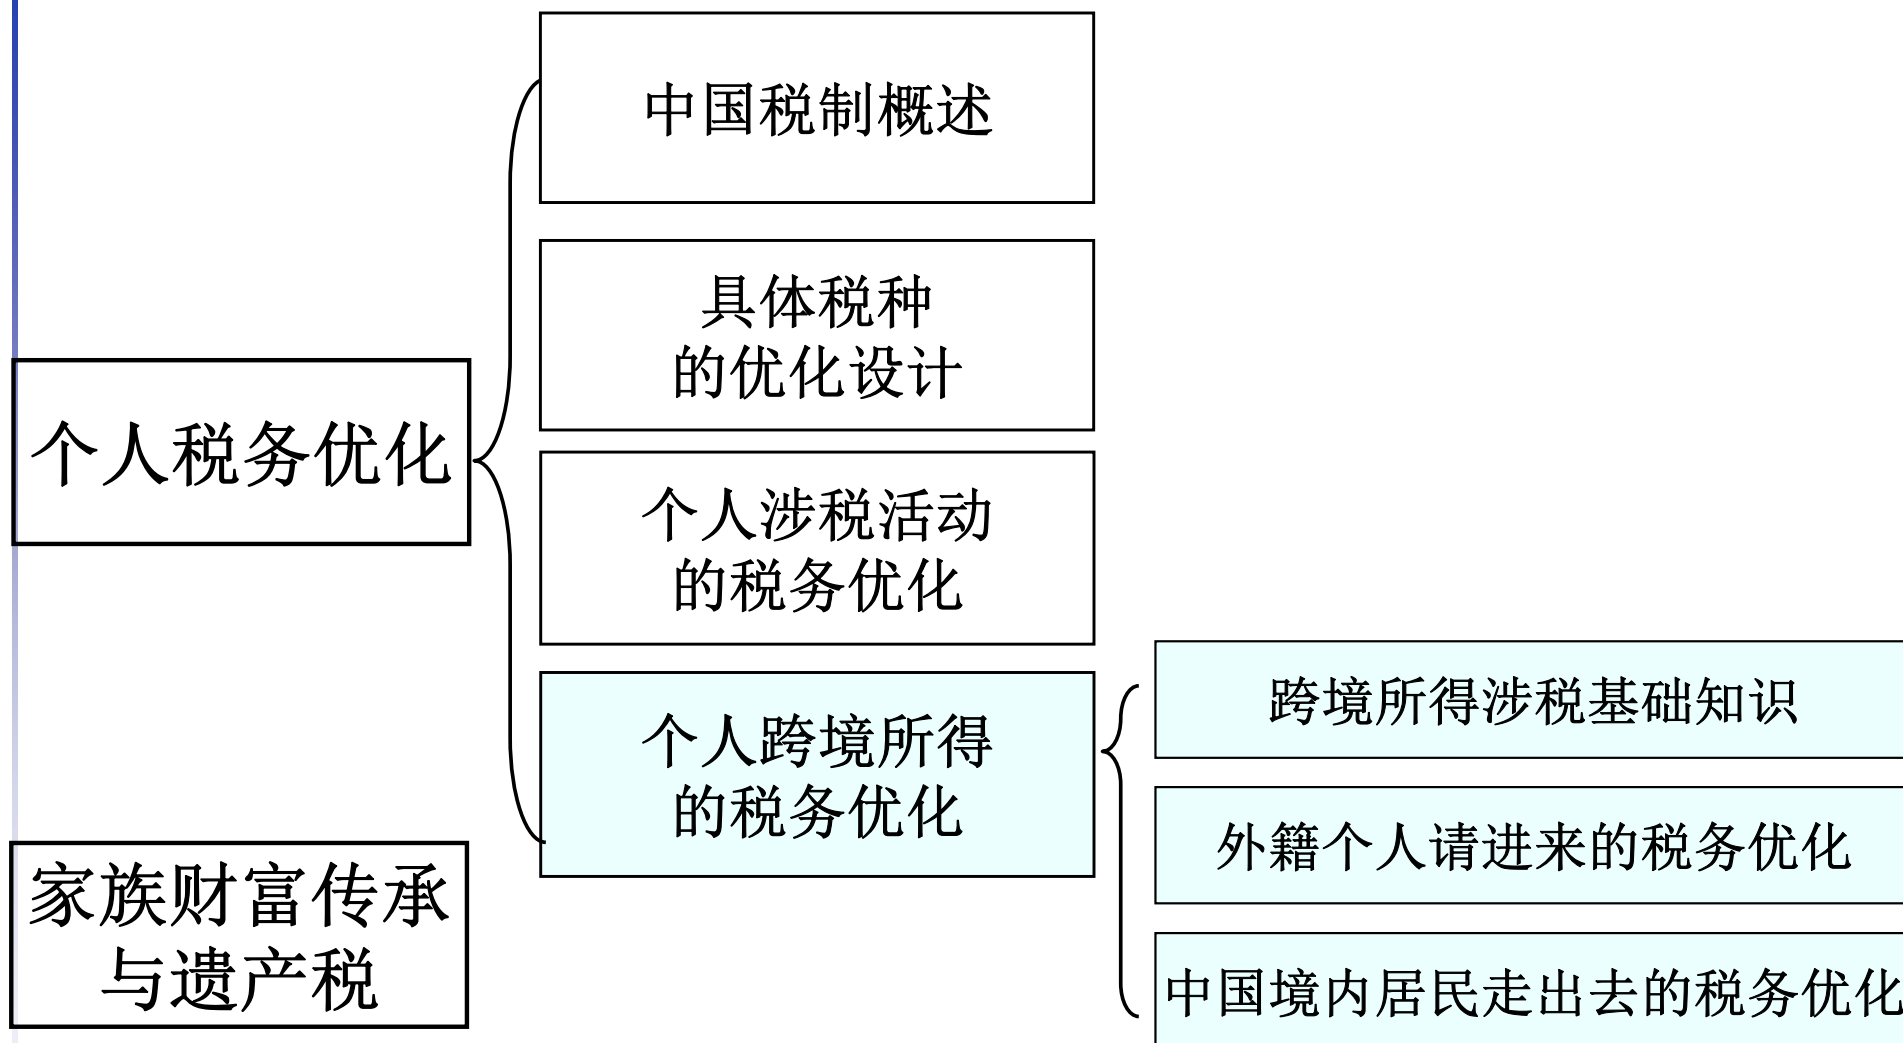 中国税制概述
具体税种
的优化设计
个人税务优化
个人涉税活动
的税务优化
个人跨境所得
的税务优化
跨境所得涉税基础知识
外籍个人请进来的税务优化
中国境内居民走出去的税务优化
家族财富传承
与遗产税